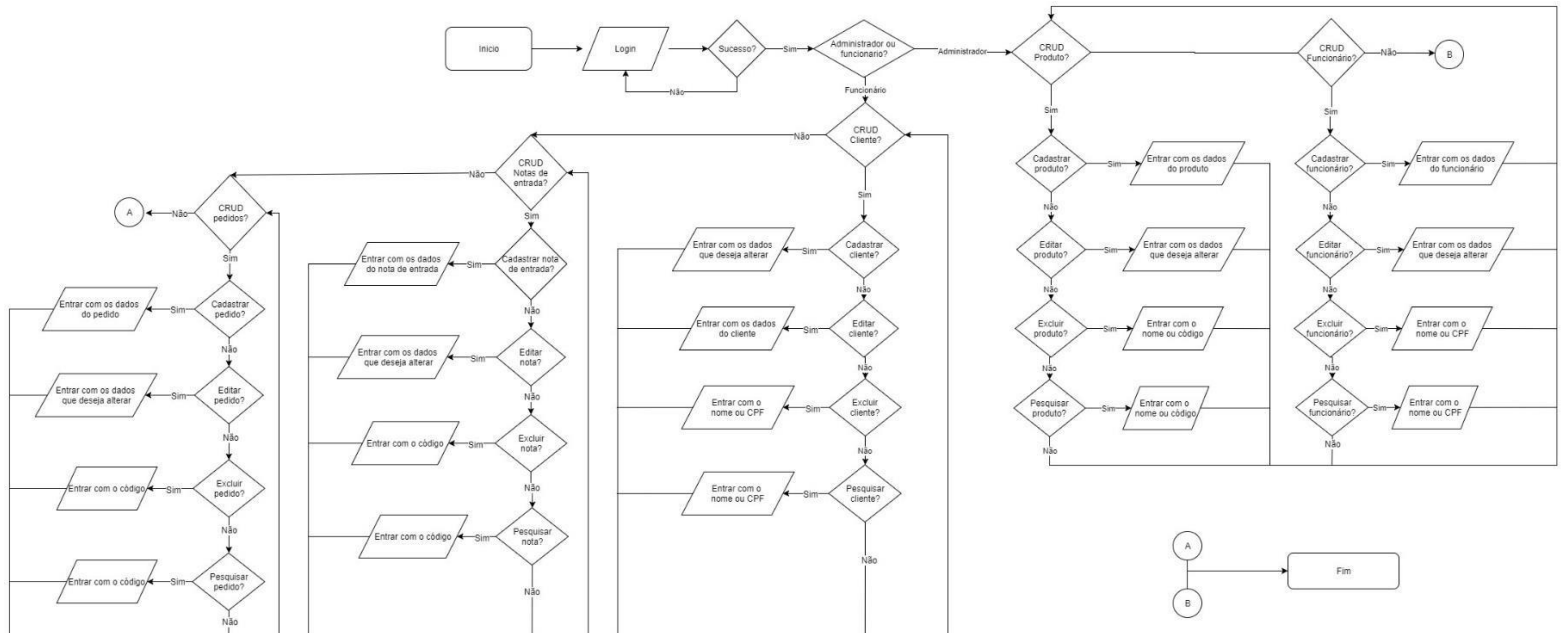 Inicio
Login
Sucesso?
Sim
Não
Administrador ou
funcionario?
Administrador
Funcionário
CRUD
Produto?
CRUD
Funcionário?
Não
B
Sim
Cadastrar
produto?
Sim
Entrar com os dados
do produto
Não
Editar
produto?
Sim
Entrar com os dados
que deseja alterar
Não
Excluir
produto?
Sim
Entrar com o
nome ou código
Não
Pesquisar
produto?
Sim
Entrar com o
nome ou código
Não
Sim
Cadastrar
funcionário?
Sim
Entrar com os dados
do funcionário
Não
Editar
funcionário?
Sim
Entrar com os dados
que deseja alterar
Não
Excluir
funcionário?
Sim
Entrar com o
nome ou CPF
Não
Pesquisar
funcionário?
Sim
Entrar com o
nome ou CPF
Não
CRUD
Cliente?
Não
Sim
Cadastrar
cliente?
Sim
Entrar com os dados
que deseja alterar
Não
Editar
cliente?
Sim
Entrar com os dados
do cliente
Não
Excluir
cliente?
Sim
Entrar com o
nome ou CPF
Não
Pesquisar
cliente?
Sim
Entrar com o
nome ou CPF
Não
CRUD
Notas de
entrada?
Não
Sim
Cadastrar nota
de entrada?
Sim
Entrar com os dados
do nota de entrada
Não
Editar
nota?
Sim
Entrar com os dados
que deseja alterar
Não
Excluir
nota?
Sim
Entrar com o código
Não
Pesquisar
nota?
Sim
Entrar com o código
Não
CRUD
pedidos?
Não
A
Sim
Cadastrar
pedido?
Sim
Entrar com os dados
do pedido
Não
Editar
pedido?
Sim
Entrar com os dados
que deseja alterar
Não
Excluir
pedido?
Sim
Entrar com o código
Não
Pesquisar
pedido?
Sim
Entrar com o código
Não
A
B
Fim